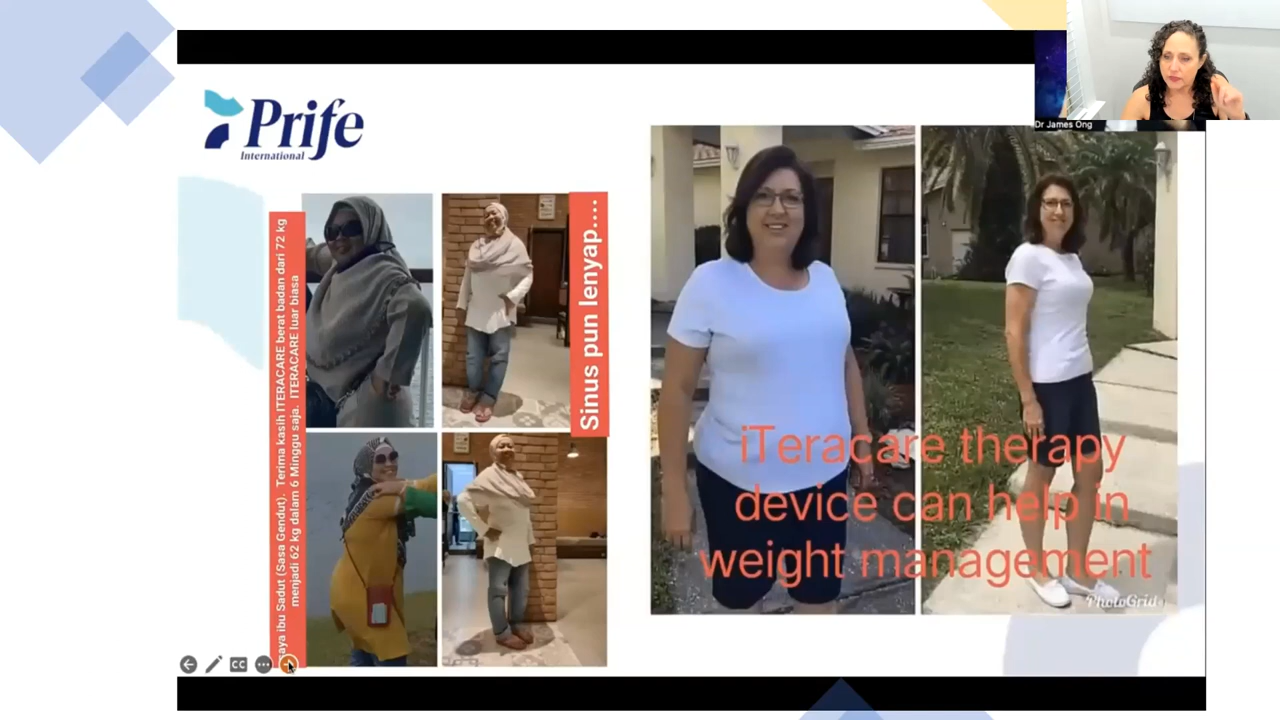 Prife
International
Dr James Ong
Saya ibu Sadut (Sasa Gendut). Terima kasih ITERACARE berat badan dari 72 kg
menjadi 62 kg dalam 6 Minggu saja. ITERACARE luar biasa
Sinus pun lenyap....
iTeracare therapy
device can help in
weight management
PhotoGrid
CC